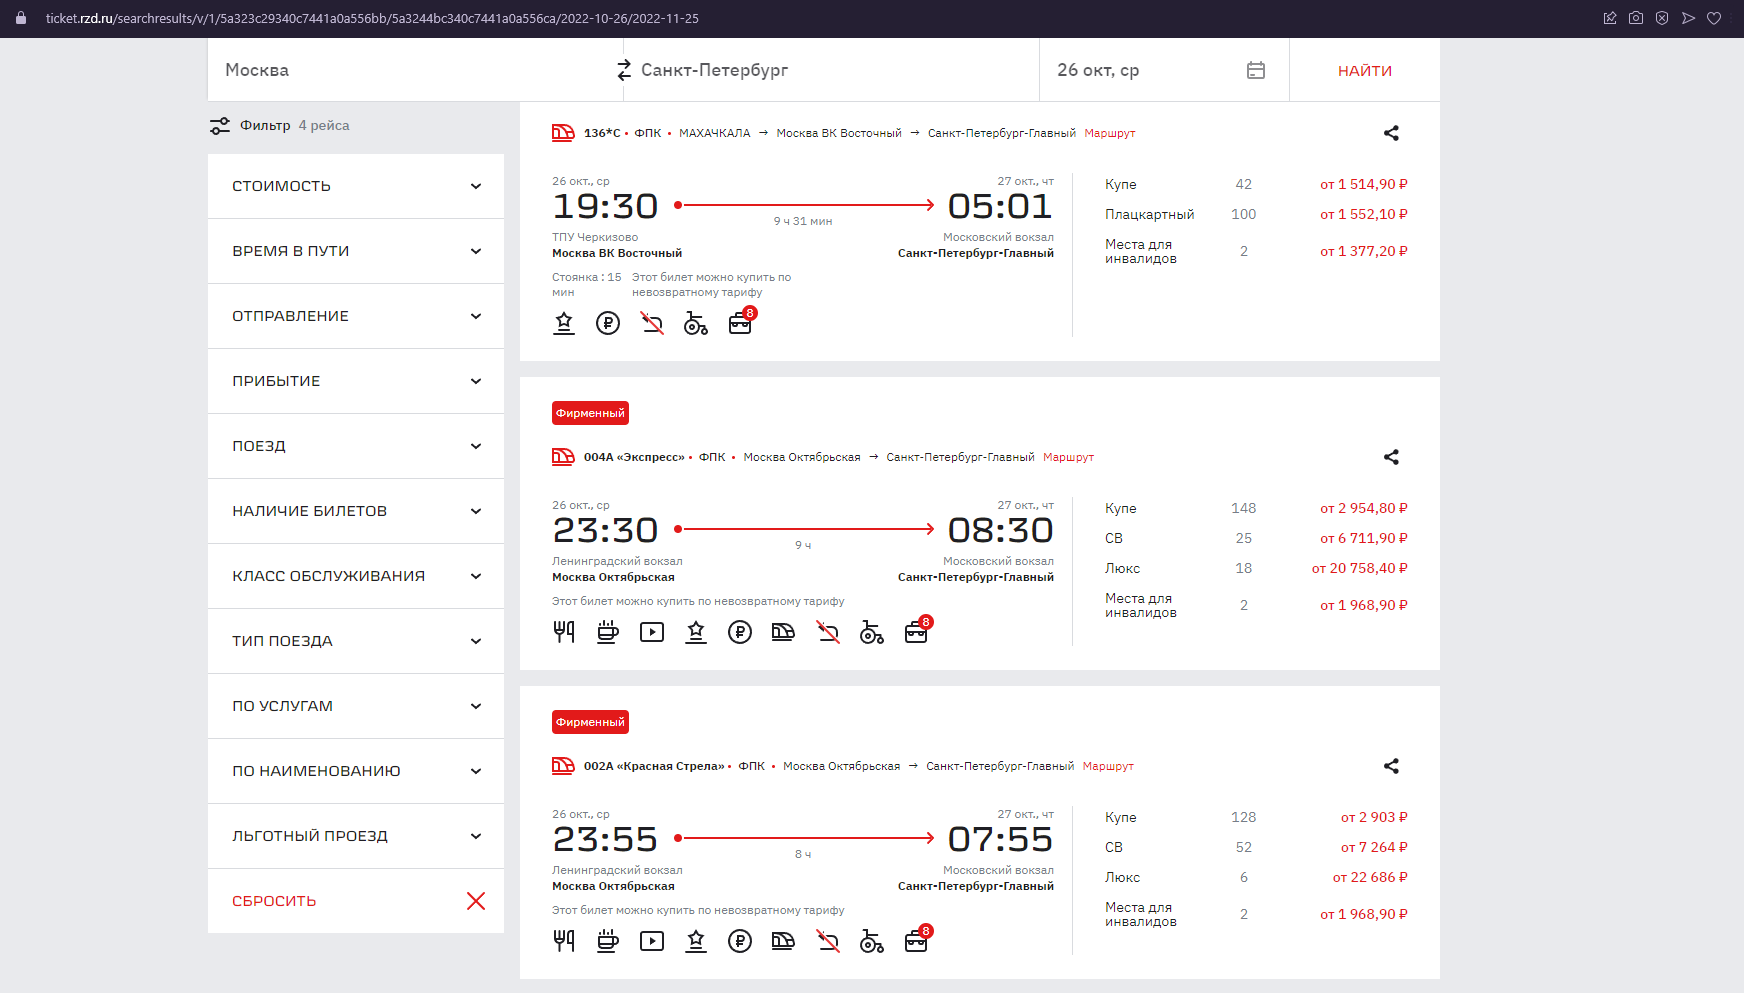 ticket.rzd.ru/searchresults/v/1/5a323c29340c7441a0a556bb/5a3244bc340c7441a0a556ca/2022-10-26/2022-11-25
Москва
Санкт-Петербург
26 окт, ср
НАЙТИ
Фильтр 4 рейса
СТОИМОСТЬ
ВРЕМЯ В ПУТИ
ОТПРАВЛЕНИЕ
ПРИБЫТИЕ
ПОЕЗД
НАЛИЧИЕ БИЛЕТОВ
КЛАСС ОБСЛУЖИВАНИЯ
ТИП ПОЕЗДА
ПО УСЛУГАМ
ПО НАИМЕНОВАНИЮ
ЛЬГОТНЫЙ ПРОЕЗД
СБРОСИТЬ
136*С • ФПК • МАХАЧКАЛА → Москва ВК Восточный → Санкт-Петербург-Главный Маршрут
26 окт., ср
27 окт., чт
19:30
05:01
9 ч 31 мин
ТПУ Черкизово
Московский вокзал
Москва ВК Восточный
Санкт-Петербург-Главный
Стоянка : 15 мин
Этот билет можно купить по
невозвратному тарифу
8
Купе 42 от 1 514,90 ₽
Плацкартный 100 от 1 552,10 ₽
Места для инвалидов 2 от 1 377,20 ₽
Фирменный
004А «Экспресс» • ФПК • Москва Октябрьская → Санкт-Петербург-Главный Маршрут
26 окт., ср
27 окт., чт
23:30
08:30
9 ч
Ленинградский вокзал
Московский вокзал
Москва Октябрьская
Санкт-Петербург-Главный
Этот билет можно купить по невозвратному тарифу
8
Купе 148 от 2 954,80 ₽
СВ 25 от 6 711,90 ₽
Люкс 18 от 20 758,40 ₽
Места для инвалидов 2 от 1 968,90 ₽
Фирменный
002А «Красная Стрела» • ФПК • Москва Октябрьская → Санкт-Петербург-Главный Маршрут
26 окт., ср
27 окт., чт
23:55
07:55
8 ч
Ленинградский вокзал
Московский вокзал
Москва Октябрьская
Санкт-Петербург-Главный
Этот билет можно купить по невозвратному тарифу
8
Купе 128 от 2 903 ₽
СВ 52 от 7 264 ₽
Люкс 6 от 22 686 ₽
Места для инвалидов 2 от 1 968,90 ₽